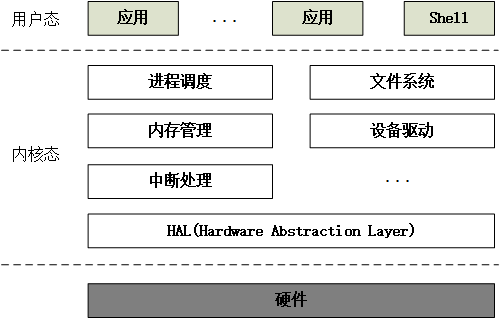 用户态 应用 ... 应用 Shell
进程调度 文件系统
内存管理 设备驱动
内核态
中断处理 ...
HAL(Hardware Abstraction Layer)
硬件